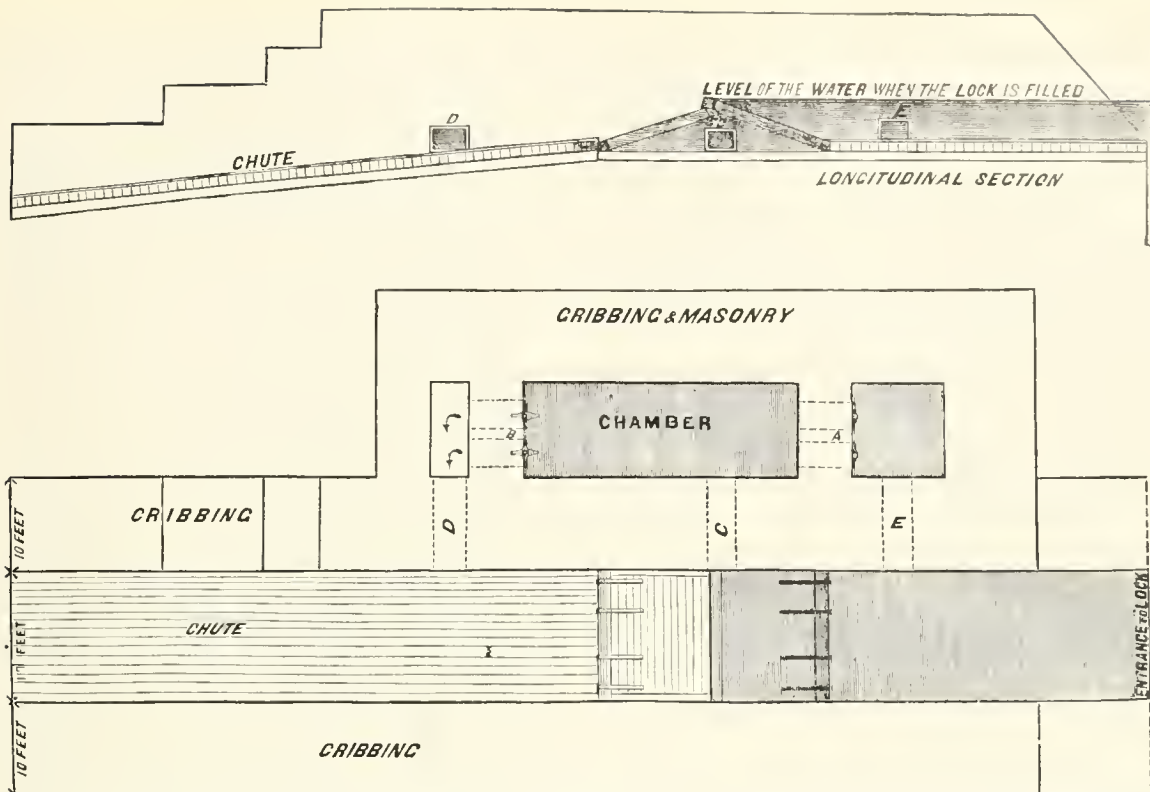 LEVEL OF THE WATER WHEN THE LOCK IS FILLED
D
E
CHUTE
LONGITUDINAL SECTION
CRIBBING & MASONRY
CHAMBER
B
A
CRIBBING
D
C
E
10 FEET
CHUTE
FEET
ENTRANCE TO LOCK
10 FEET
CRIBBING